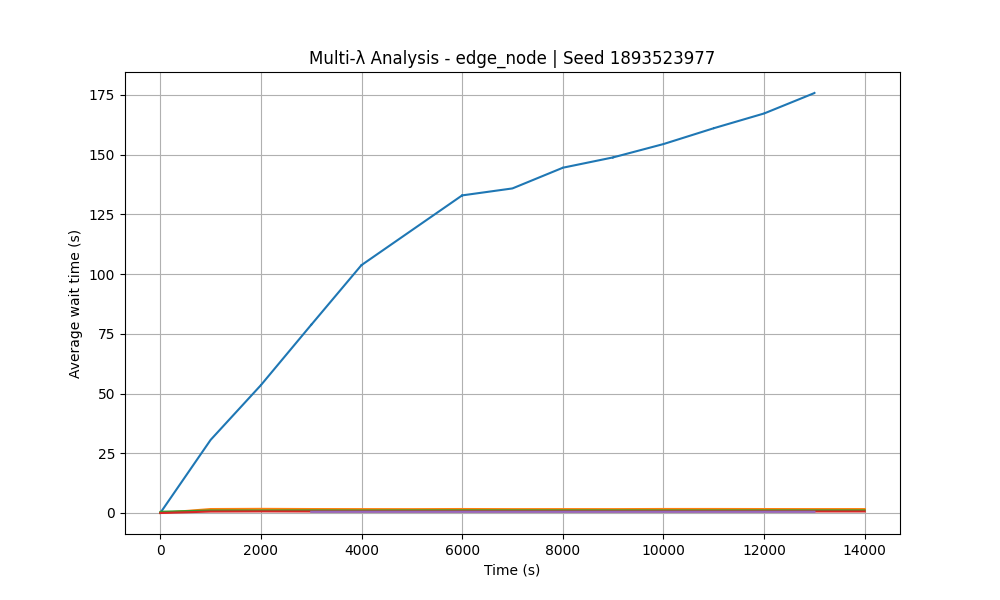 Multi-λ Analysis - edge_node | Seed 1893523977
175
150
125
100
75
50
25
0
Average wait time (s)
0 2000 4000 6000 8000 10000 12000 14000
Time (s)